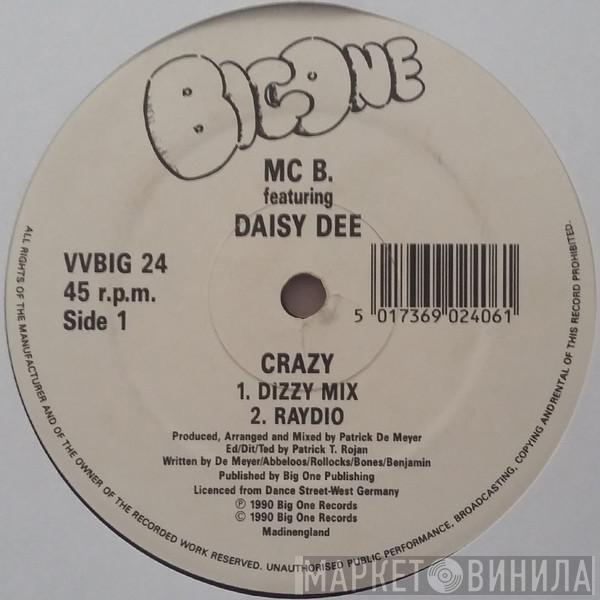 BIG ONE
MC B.
featuring
DAISY DEE
VVBIG 24
45 r.p.m.
Side 1
5 017369 024061
CRAZY
1. DIZZY MIX
2. RAYDIO
Produced, Arranged and Mixed by Patrick De Meyer
Ed/Dit/Ted by Patrick T. Rojan
Written by De Meyer/Abbeloos/Rollocks/Bones/Benjamin
Published by Big One Publishing
Licenced from Dance Street-West Germany
℗ 1990 Big One Records
© 1990 Big One Records
Madinengland
ALL RIGHTS OF THE MANUFACTURER AND OF THE OWNER OF THE RECORDED WORK RESERVED. UNAUTHORISED PUBLIC PERFORMANCE, BROADCASTING, COPYING AND RENTAL OF THIS RECORD PROHIBITED.
МАРКЕТ ВИНИЛА